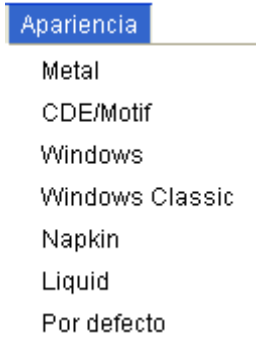 Apariencia
Metal
CDE/Motif
Windows
Windows Classic
Napkin
Liquid
Por defecto